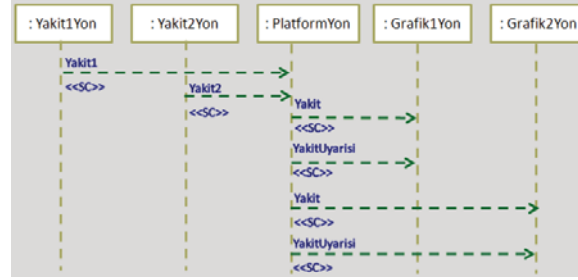 : Yakit1Yon
: Yakit2Yon
: PlatformYon
: Grafik1Yon
: Grafik2Yon
Yakit1
<<SC>>
Yakit2
<<SC>>
Yakit
<<SC>>
YakitUyarisi
<<SC>>
Yakit
<<SC>>
YakitUyarisi
<<SC>>